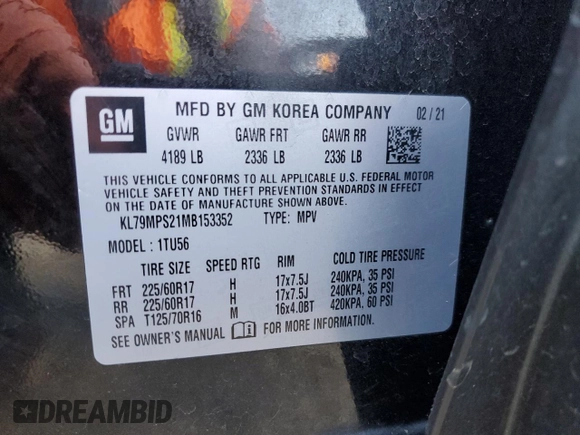 GM
MFD BY GM KOREA COMPANY 02 / 21
GVWR GAWR FRT GAWR RR
4189 LB 2336 LB 2336 LB
THIS VEHICLE CONFORMS TO ALL APPLICABLE U.S. FEDERAL MOTOR
VEHICLE SAFETY AND THEFT PREVENTION STANDARDS IN EFFECT ON
THE DATE OF MANUFACTURE SHOWN ABOVE.
KL79MPS21MB153352 TYPE: MPV
MODEL : 1TU56
TIRE SIZE SPEED RTG RIM COLD TIRE PRESSURE
FRT 225/60R17 H 17x7.5J 240KPA, 35 PSI
RR 225/60R17 H 17x7.5J 240KPA, 35 PSI
SPA T125/70R16 M 16x4.0BT 420KPA, 60 PSI
SEE OWNER'S MANUAL FOR MORE INFORMATION.
DREAMBID